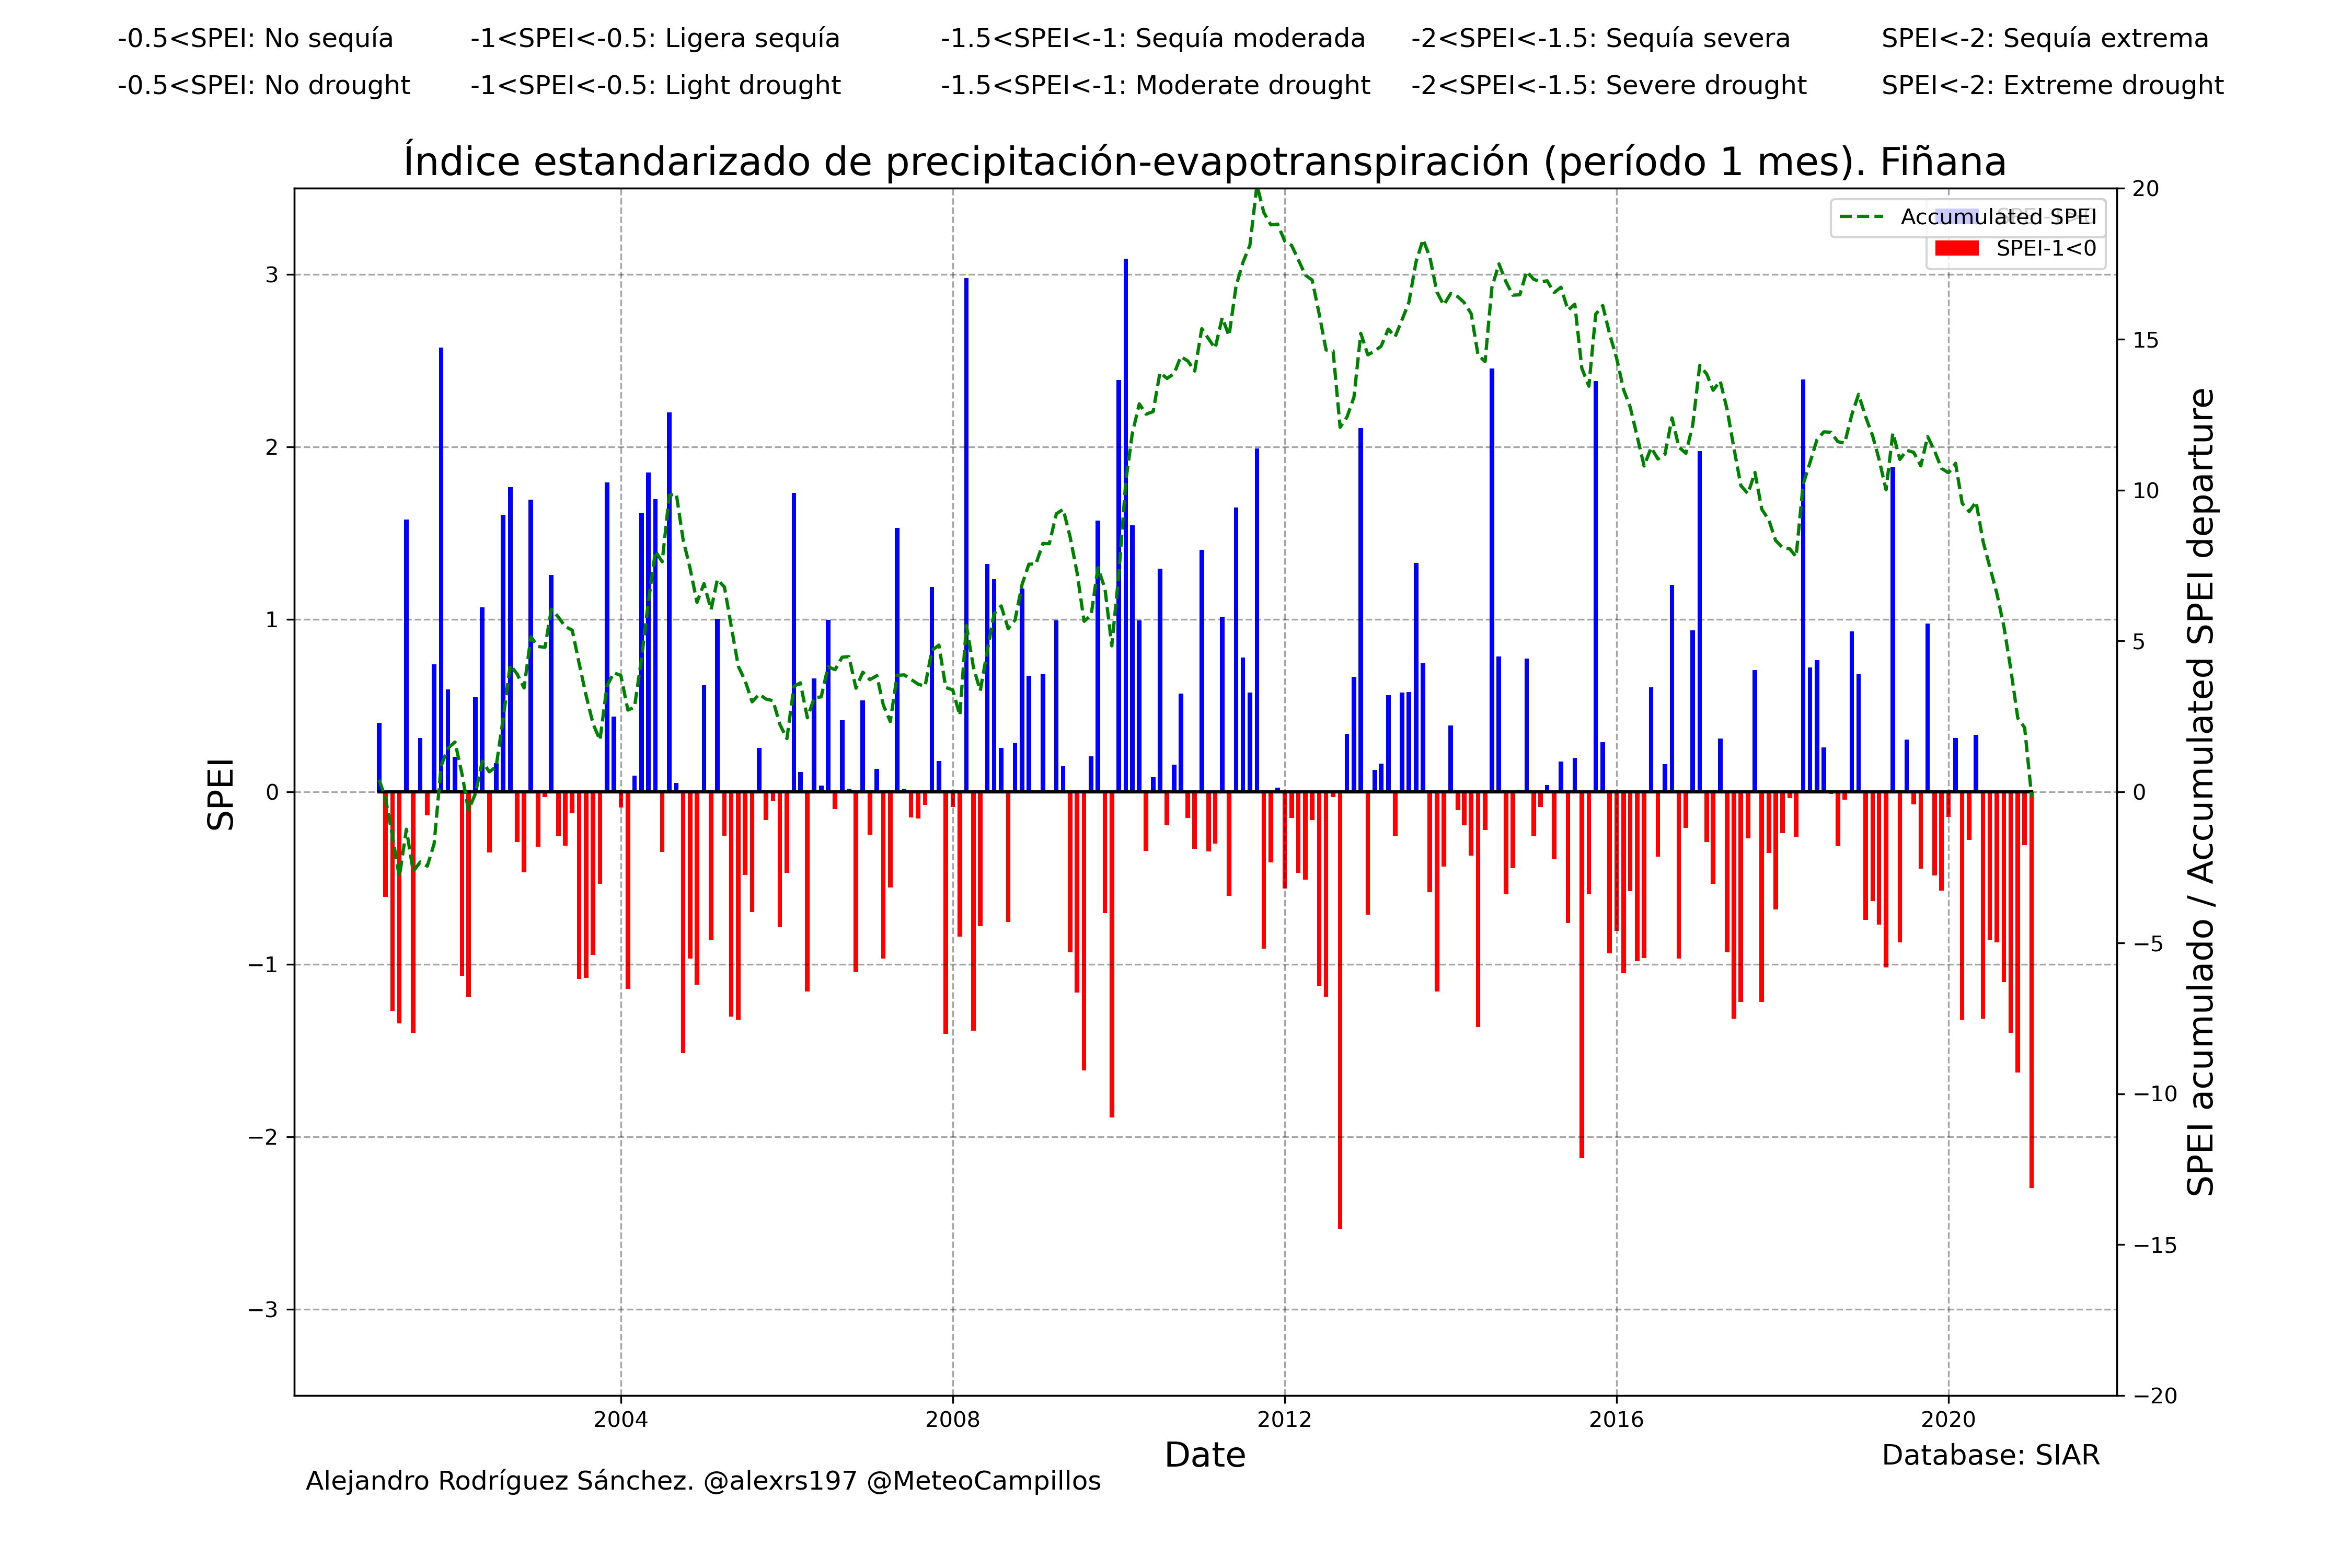 -0.5<SPEI: No sequía -1<SPEI<-0.5: Ligera sequía -1.5<SPEI<-1: Sequía moderada -2<SPEI<-1.5: Sequía severa SPEI<-2: Sequía extrema
-0.5<SPEI: No drought -1<SPEI<-0.5: Light drought -1.5<SPEI<-1: Moderate drought -2<SPEI<-1.5: Severe drought SPEI<-2: Extreme drought
Índice estandarizado de precipitación-evapotranspiración (período 1 mes). Fiñana
Accumulated SPEI
SPEI-1<0
SPEI
3
2
1
0
−1
−2
−3
20
15
10
5
0
−5
−10
−15
−20
SPEI acumulado / Accumulated SPEI departure
2004 2008 2012 2016 2020
Date
Database: SIAR
Alejandro Rodríguez Sánchez. @alexrs197 @MeteoCampillos